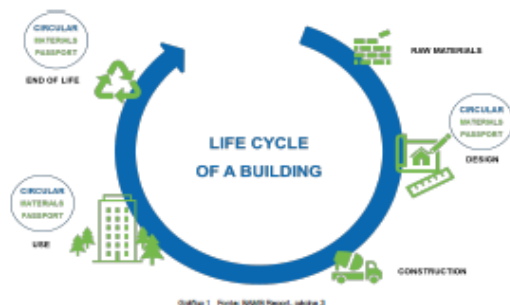 CIRCULAR
MATERIALS
PASSPORT
END OF LIFE
RAW MATERIALS
CIRCULAR
MATERIALS
PASSPORT
DESIGN
LIFE CYCLE
OF A BUILDING
CIRCULAR
MATERIALS
PASSPORT
USE
CONSTRUCTION